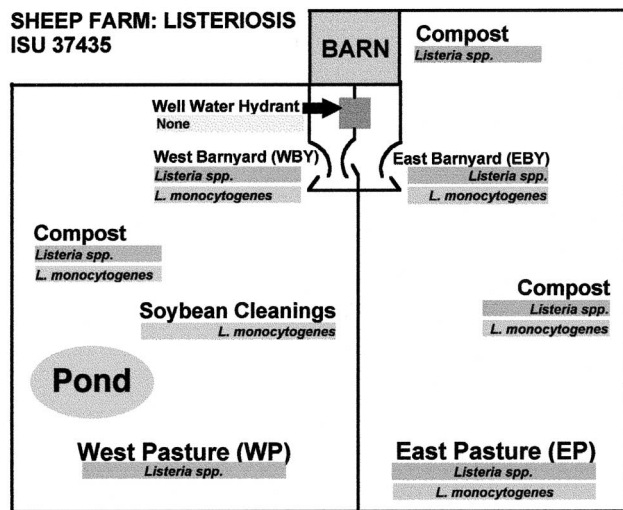 SHEEP FARM: LISTERIOSIS
ISU 37435
BARN
Compost
Listeria spp.
Well Water Hydrant
None
West Barnyard (WBY)
Listeria spp.
L. monocytogenes
East Barnyard (EBY)
Listeria spp.
L. monocytogenes
Compost
Listeria spp.
L. monocytogenes
Soybean Cleanings
L. monocytogenes
Compost
Listeria spp.
L. monocytogenes
Pond
West Pasture (WP)
Listeria spp.
East Pasture (EP)
Listeria spp.
L. monocytogenes